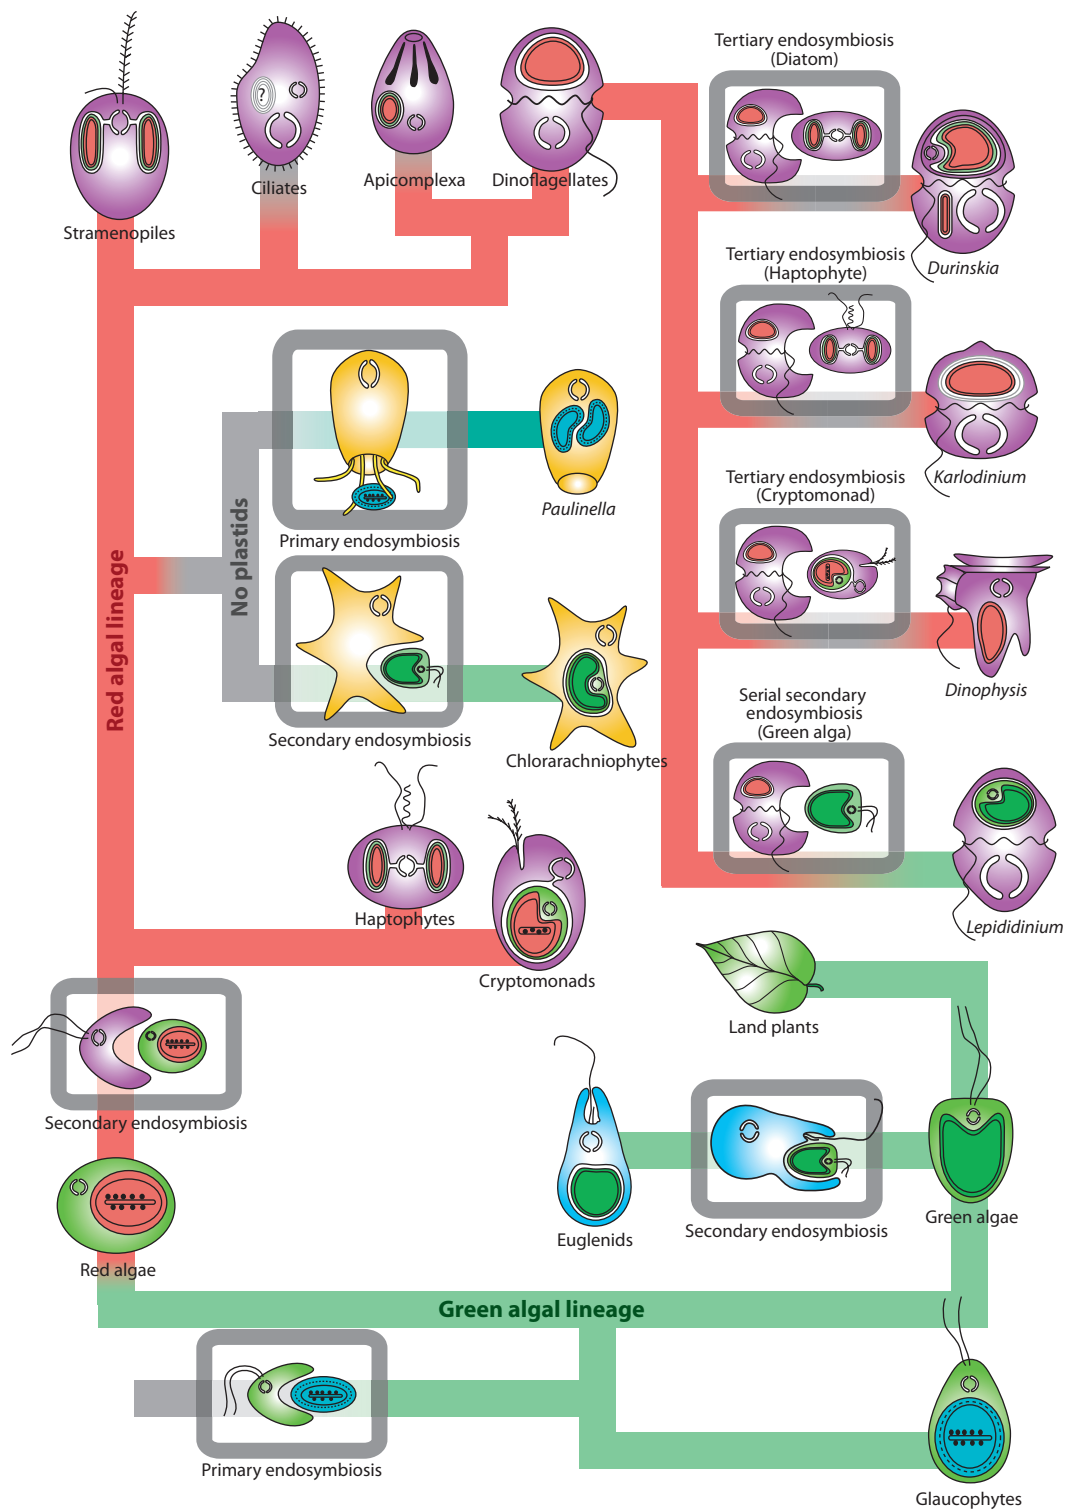 Tertiary endosymbiosis
(Diatom)
?
Ciliates
Apicomplexa
Dinoflagellates
Stramenopiles
Durinskia
Tertiary endosymbiosis
(Haptophyte)
Karlodinium
Paulinella
Primary endosymbiosis
No plastids
Red algal lineage
Tertiary endosymbiosis
(Cryptomonad)
Dinophysis
Secondary endosymbiosis
Chlorarachniophytes
Serial secondary
endosymbiosis
(Green alga)
Lepididinium
Haptophytes
Cryptomonads
Land plants
Secondary endosymbiosis
Red algae
Euglenids
Secondary endosymbiosis
Green algae
Green algal lineage
Primary endosymbiosis
Glaucophytes